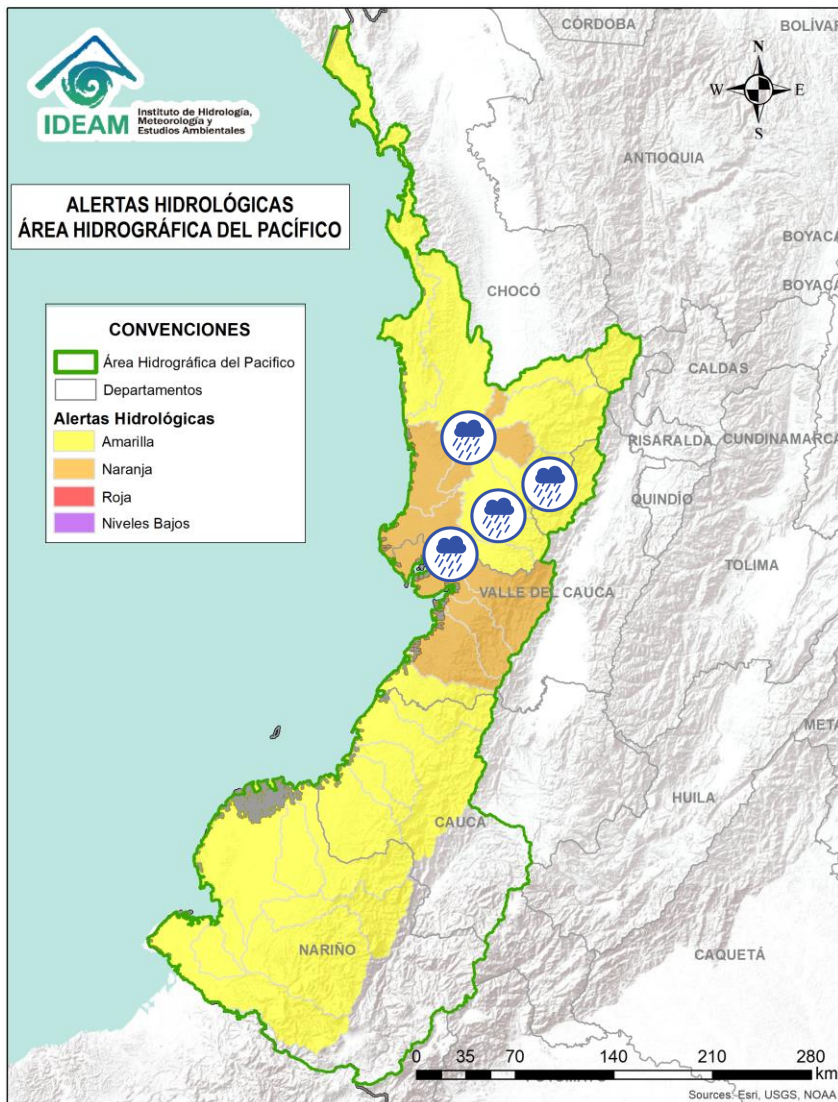 CÓRDOBA
BOLÍVAR
IDEAM
Instituto de Hidrología,
Meteorología y
Estudios Ambientales
N
W E
S
ANTIOQUIA
ALERTAS HIDROLÓGICAS
ÁREA HIDROGRÁFICA DEL PACÍFICO
BOYACÁ
BOYACÁ
CHOCÓ
CONVENCIONES
Área Hidrográfica del Pacifico
Departamentos
Alertas Hidrológicas
Amarilla
Naranja
Roja
Niveles Bajos
CALDAS
RISARALDA
CUNDINAMARCA
QUINDÍO
TOLIMA
VALLE DEL CAUCA
META
HUILA
CAUCA
NARIÑO
CAQUETÁ
0 35 70 140 210 280
km
Sources: Esri, USGS, NOAA